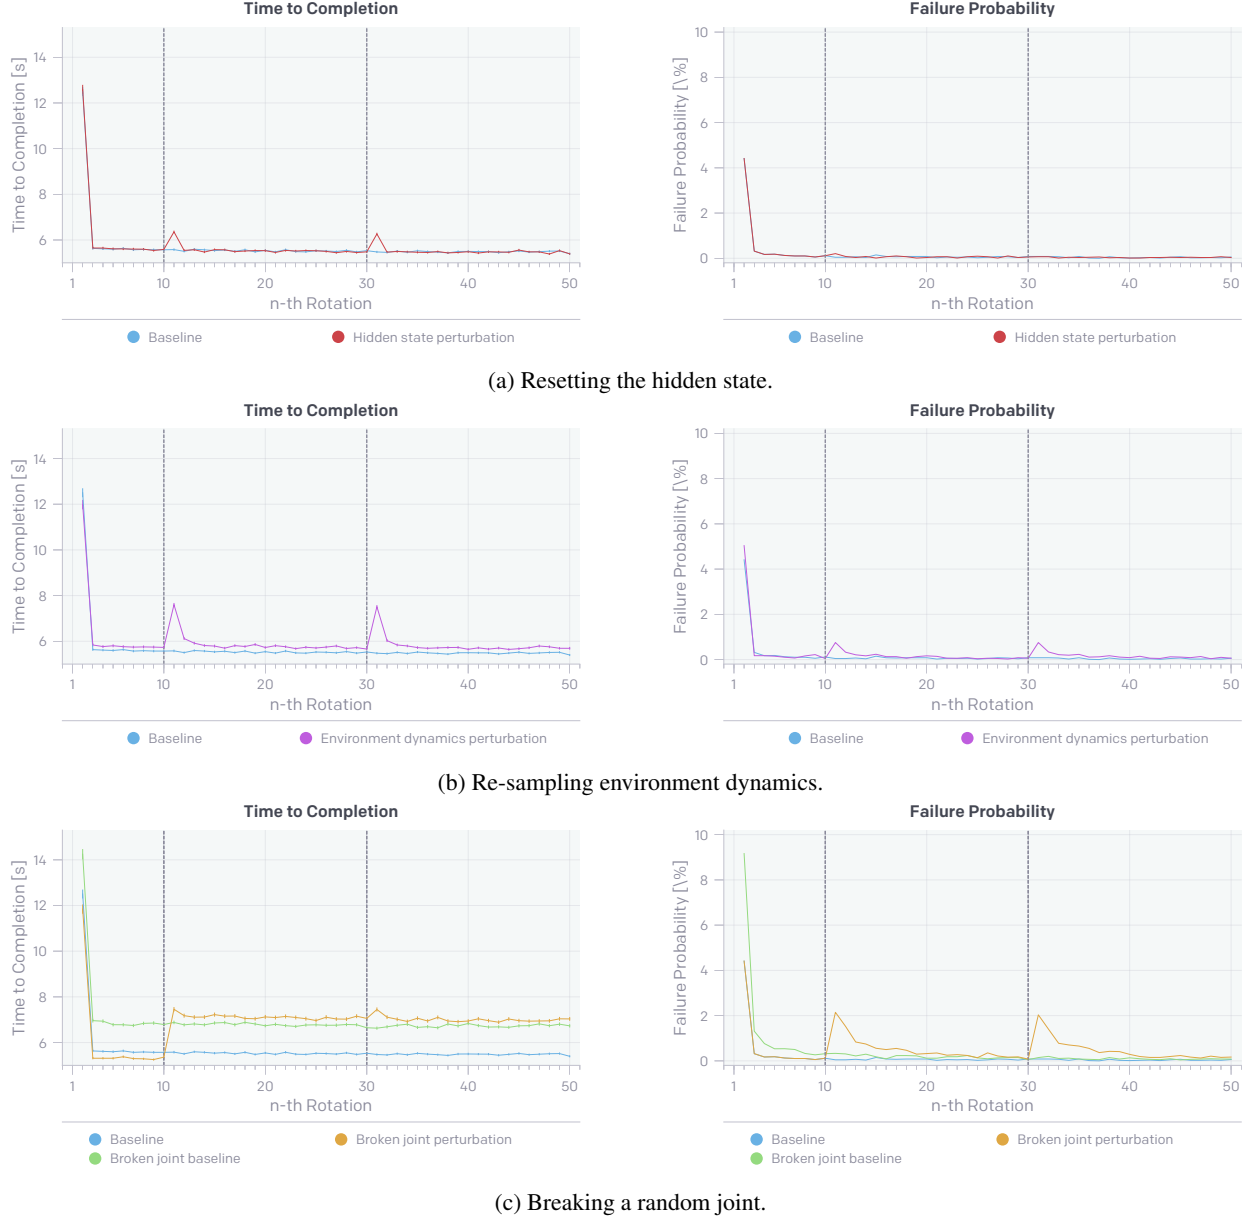 Time to Completion
Failure Probability
Time to Completion [s]
14
12
10
8
6
1
10
20
30
40
50
n-th Rotation
Failure Probability [\%]
10
8
6
4
2
0
1
10
20
30
40
50
n-th Rotation
Baseline
Hidden state perturbation
Baseline
Hidden state perturbation
(a) Resetting the hidden state.
Time to Completion
Failure Probability
Time to Completion [s]
14
12
10
8
6
1
10
20
30
40
50
n-th Rotation
Failure Probability [\%]
10
8
6
4
2
0
1
10
20
30
40
50
n-th Rotation
Baseline
Environment dynamics perturbation
Baseline
Environment dynamics perturbation
(b) Re-sampling environment dynamics.
Time to Completion
Failure Probability
Time to Completion [s]
14
12
10
8
6
1
10
20
30
40
50
n-th Rotation
Failure Probability [\%]
10
8
6
4
2
0
1
10
20
30
40
50
n-th Rotation
Baseline
Broken joint perturbation
Broken joint baseline
Baseline
Broken joint perturbation
Broken joint baseline
(c) Breaking a random joint.